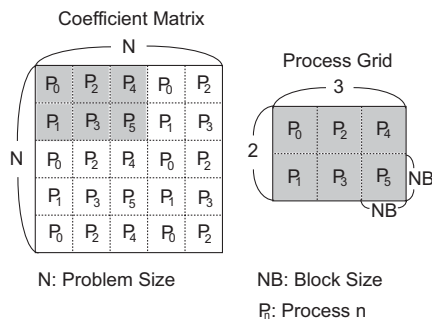 Coefficient Matrix
N
N
P0 P2 P4 P0 P2
P1 P3 P5 P1 P3
P0 P2 P4 P0 P2
P1 P3 P5 P1 P3
P0 P2 P4 P0 P2
N: Problem Size
Process Grid
3
2
P0 P2 P4
P1 P3 P5
NB
NB
NB: Block Size
Pn: Process n